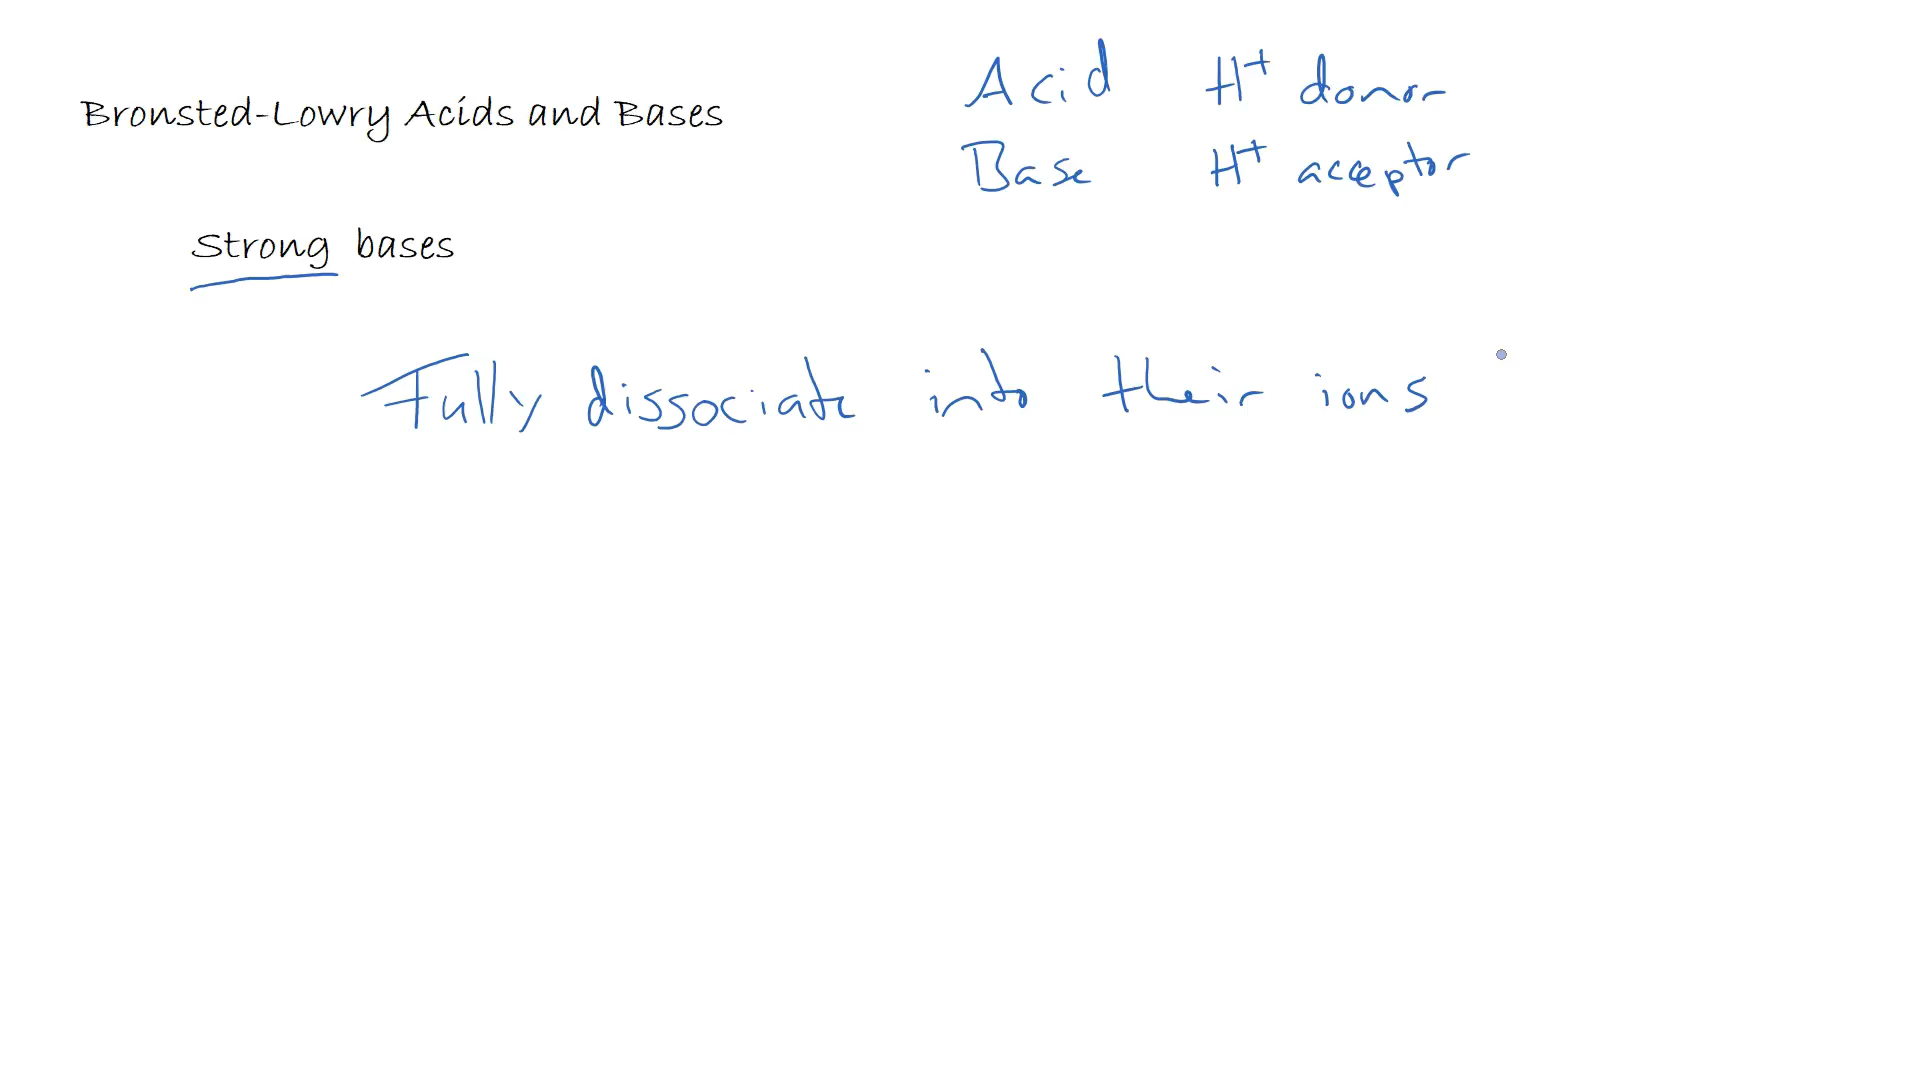 Bronsted-Lowry Acids and Bases
Acid H⁺ donor
Base H⁺ acceptor
Strong bases
Fully dissociate into their ions